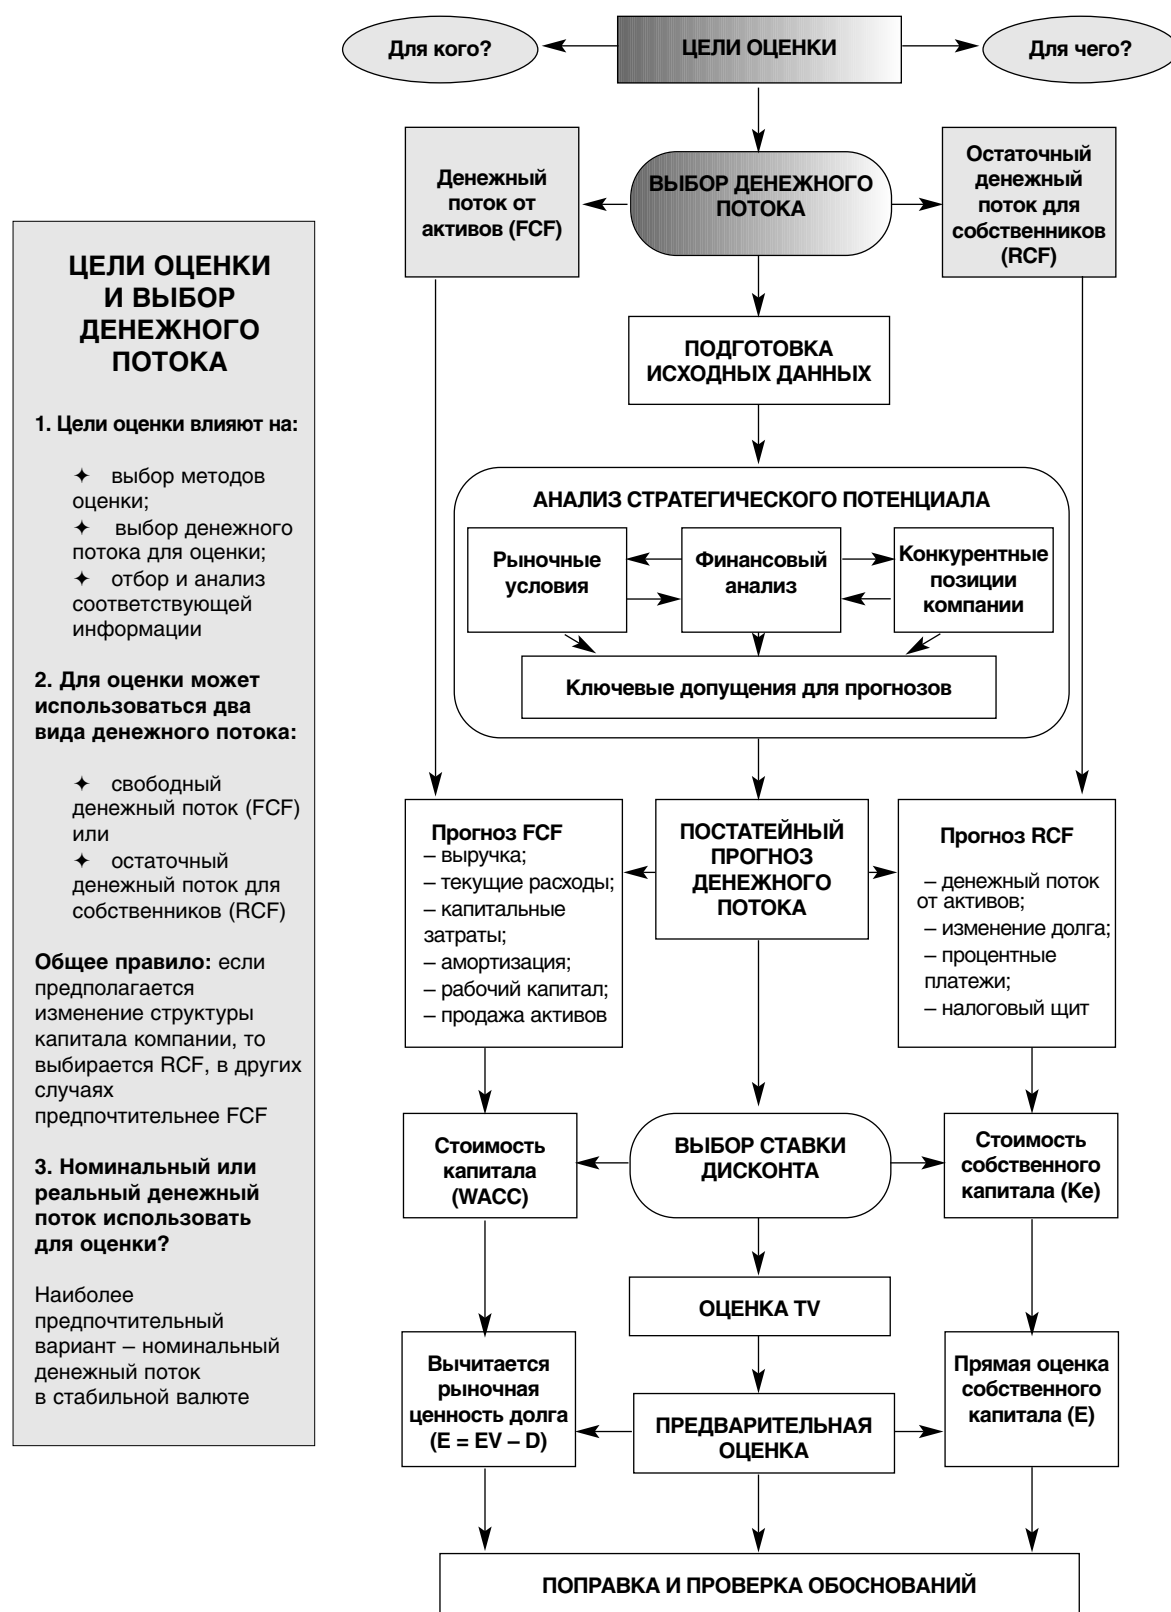 Для кого?
ЦЕЛИ ОЦЕНКИ
Для чего?
Денежный
поток от
активов (FCF)
ВЫБОР ДЕНЕЖНОГО
ПОТОКА
Остаточный
денежный
поток для
собственников
(RCF)
ЦЕЛИ ОЦЕНКИ
И ВЫБОР
ДЕНЕЖНОГО
ПОТОКА
1. Цели оценки влияют на:
✦ выбор методов
оценки;
✦ выбор денежного
потока для оценки;
✦ отбор и анализ
соответствующей
информации
2. Для оценки может
использоваться два
вида денежного потока:
✦ свободный
денежный поток (FCF)
или
✦ остаточный
денежный поток для
собственников (RCF)
Общее правило: если
предполагается
изменение структуры
капитала компании, то
выбирается RCF, в других
случаях
предпочтительнее FCF
3. Номинальный или
реальный денежный
поток использовать
для оценки?
Наиболее
предпочтительный
вариант – номинальный
денежный поток
в стабильной валюте
ПОДГОТОВКА
ИСХОДНЫХ ДАННЫХ
АНАЛИЗ СТРАТЕГИЧЕСКОГО ПОТЕНЦИАЛА
Рыночные
условия
Финансовый
анализ
Конкурентные
позиции
компании
Ключевые допущения для прогнозов
Прогноз FCF
– выручка;
– текущие расходы;
– капитальные
затраты;
– амортизация;
– рабочий капитал;
– продажа активов
ПОСТАТЕЙНЫЙ
ПРОГНОЗ
ДЕНЕЖНОГО
ПОТОКА
Прогноз RCF
– денежный поток
от активов;
– изменение долга;
– процентные
платежи;
– налоговый щит
Стоимость
капитала
(WACC)
ВЫБОР СТАВКИ
ДИСКОНТА
Стоимость
собственного
капитала (Ke)
ОЦЕНКА TV
Вычитается
рыночная
ценность долга
(E = EV – D)
ПРЕДВАРИТЕЛЬНАЯ
ОЦЕНКА
Прямая оценка
собственного
капитала (E)
ПОПРАВКА И ПРОВЕРКА ОБОСНОВАНИЙ